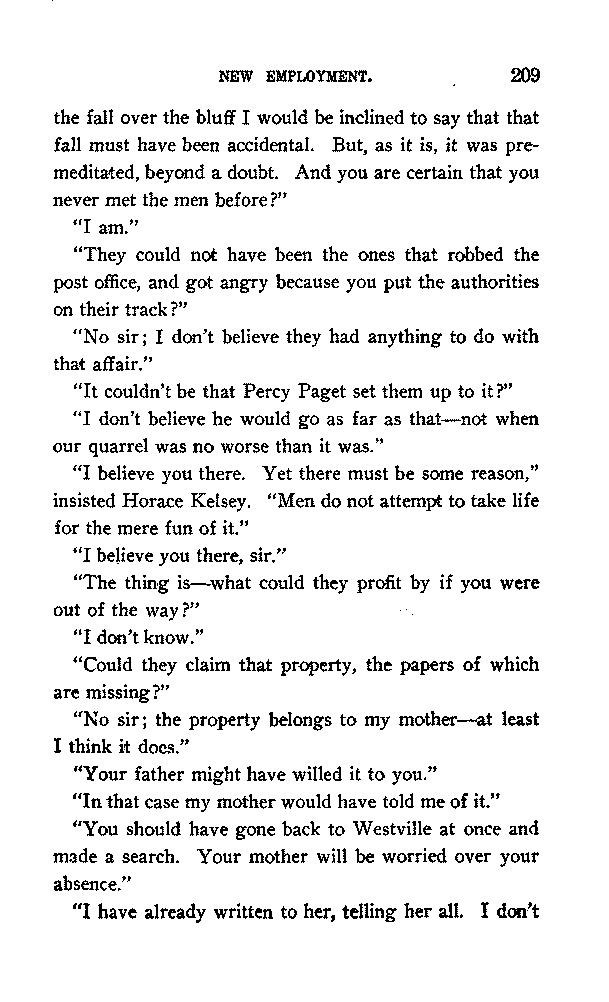 NEW EMPLOYMENT. 209
the fall over the bluff I would be inclined to say that that
fall must have been accidental. But, as it is, it was pre-
meditated, beyond a doubt. And you are certain that you
never met the men before?"
"I am."
"They could not have been the ones that robbed the
post office, and got angry because you put the authorities
on their track?"
"No sir; I don't believe they had anything to do with
that affair."
"It couldn't be that Percy Paget set them up to it?"
"I don't believe he would go as far as that—not when
our quarrel was no worse than it was."
"I believe you there. Yet there must be some reason,"
insisted Horace Kelsey. "Men do not attempt to take life
for the mere fun of it."
"I believe you there, sir."
"The thing is—what could they profit by if you were
out of the way?"
"I don't know."
"Could they claim that property, the papers of which
are missing?"
"No sir; the property belongs to my mother—at least
I think it does."
"Your father might have willed it to you."
"In that case my mother would have told me of it."
"You should have gone back to Westville at once and
made a search. Your mother will be worried over your
absence."
"I have already written to her, telling her all. I don't